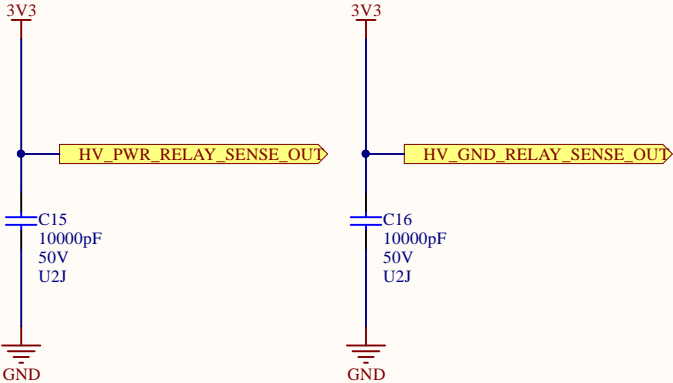 3V3
HV_PWR_RELAY_SENSE_OUT
C15
10000pF
50V
U2J
GND
3V3
HV_GND_RELAY_SENSE_OUT
C16
10000pF
50V
U2J
GND